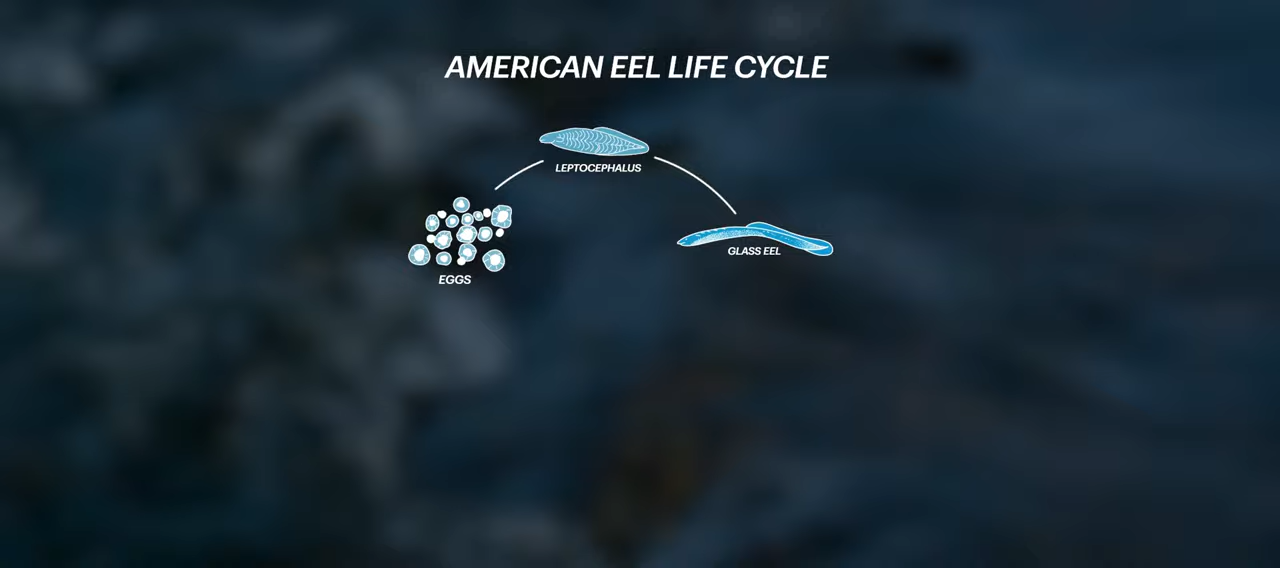 AMERICAN EEL LIFE CYCLE
LEPTOCEPHALUS
GLASS EEL
EGGS